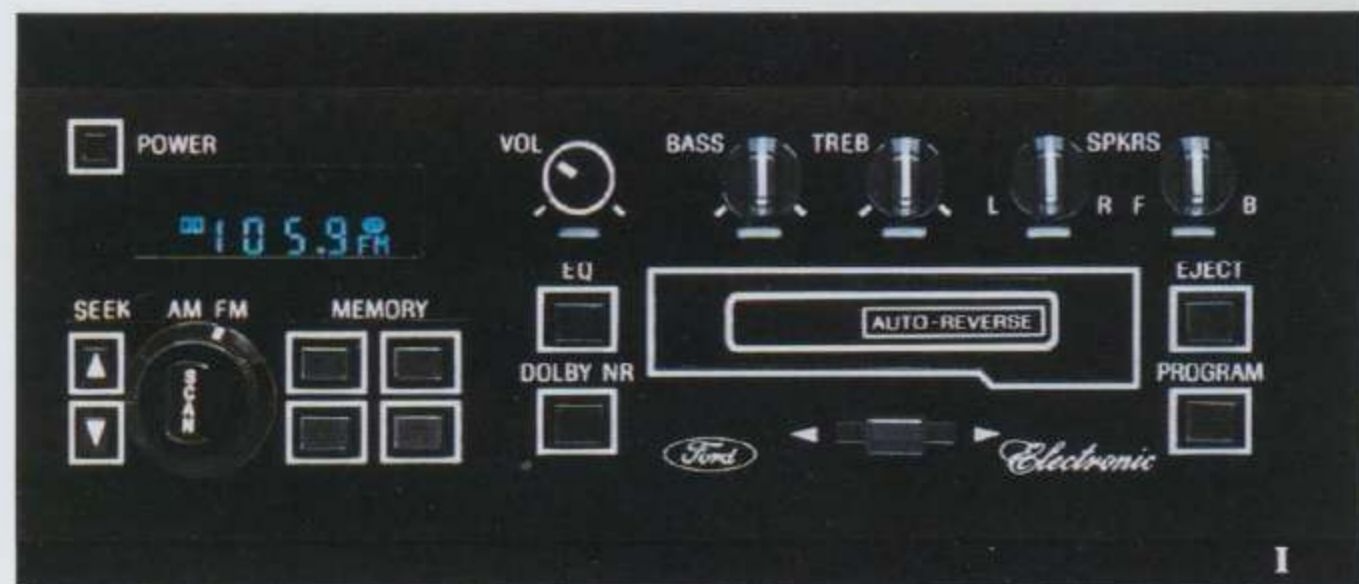 POWER
VOL
BASS
TREB
SPKRS
L R F B
105.9 FM
EQ
EJECT
SEEK AM FM MEMORY
AUTO-REVERSE
SCAN
DOLBY NR
PROGRAM
Ford
Electronic
I